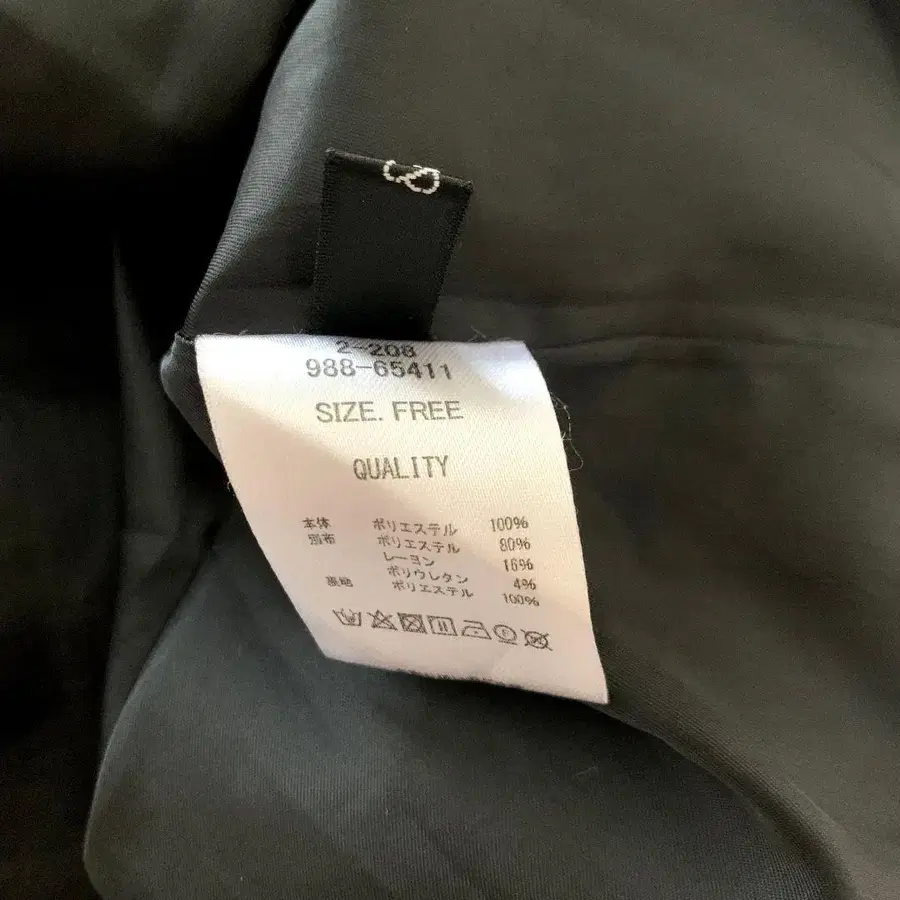 2-208
988-65411
SIZE. FREE
QUALITY
本体 ポリエステル 100%
別布 ポリエステル 80%
レーヨン 16%
ポリウレタン 4%
裏地 ポリエステル 100%